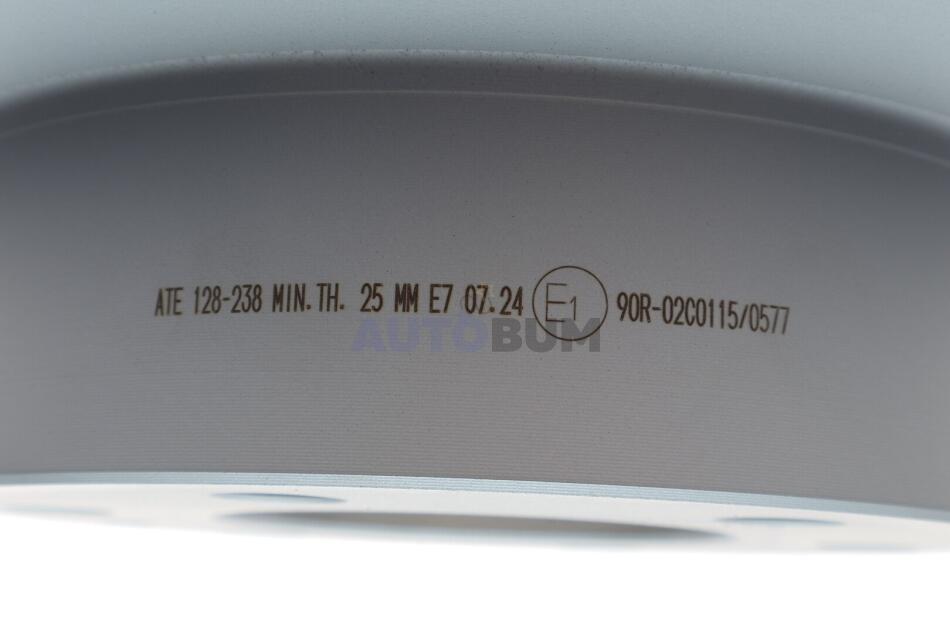 ATE 128-238 MIN. TH. 25 MM E7 07.24 E1 90R-02C0115/0577
AUTOBUM